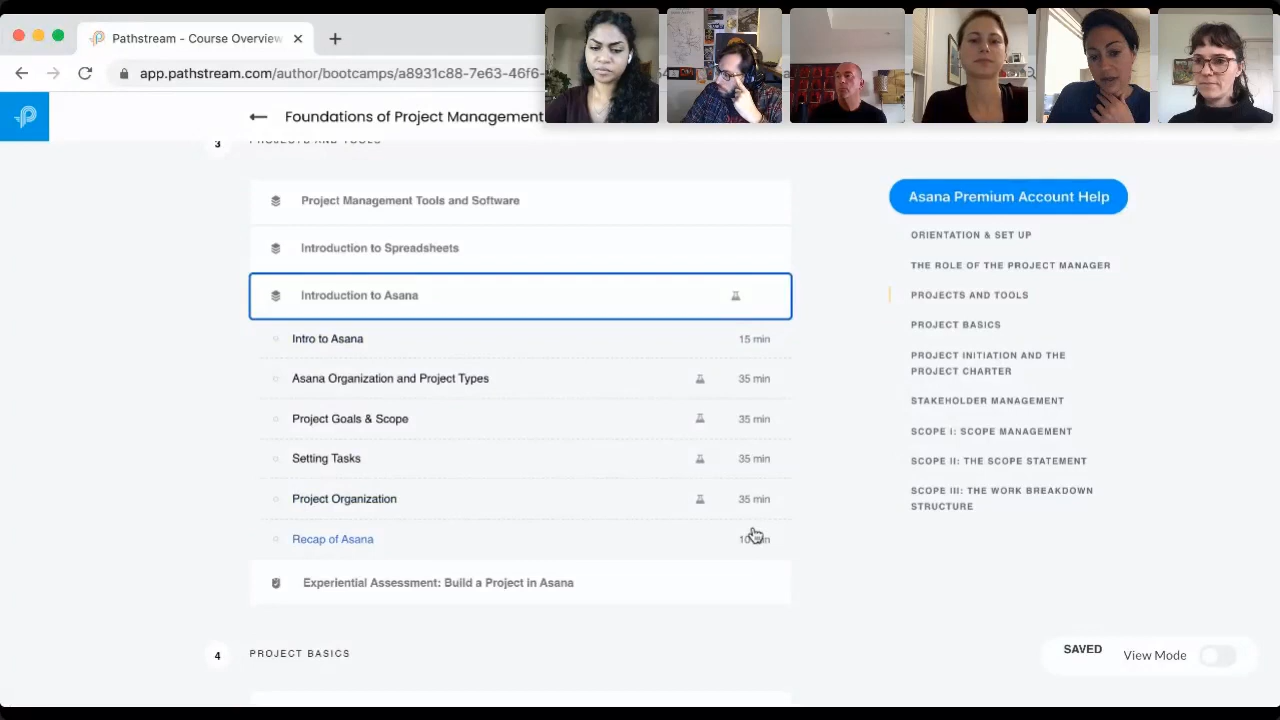 Pathstream - Course Overview
app.pathstream.com/author/bootcamps/a8931c88-7e63-46f6-
Foundations of Project Management
3 PROJECTS AND TOOLS
Project Management Tools and Software
Introduction to Spreadsheets
Introduction to Asana
Intro to Asana 15 min
Asana Organization and Project Types 35 min
Project Goals & Scope 35 min
Setting Tasks 35 min
Project Organization 35 min
Recap of Asana
Experiential Assessment: Build a Project in Asana
4 PROJECT BASICS
Asana Premium Account Help
ORIENTATION & SET UP
THE ROLE OF THE PROJECT MANAGER
PROJECTS AND TOOLS
PROJECT BASICS
PROJECT INITIATION AND THE
PROJECT CHARTER
STAKEHOLDER MANAGEMENT
SCOPE I: SCOPE MANAGEMENT
SCOPE II: THE SCOPE STATEMENT
SCOPE III: THE WORK BREAKDOWN
STRUCTURE
SAVED View Mode